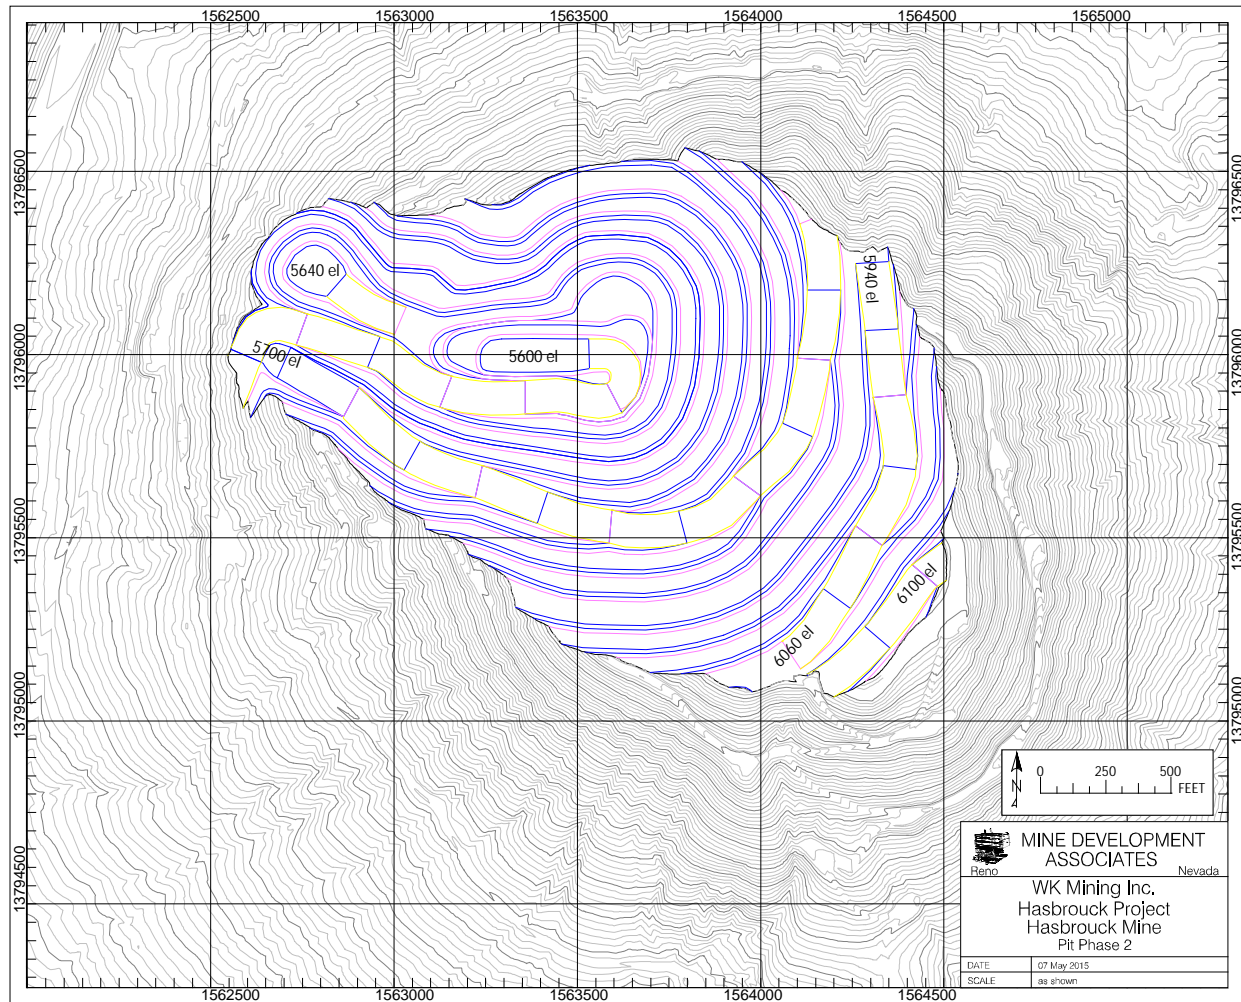 1562500 1563000 1563500 1564000 1564500 1565000
13796500
13796500
5640 el
5940 el
5700 el
5600 el
13796000
13796000
13795500
13795500
6100 el
6060 el
13795000
13795000
0 250 500
FEET
N
MINE DEVELOPMENT
ASSOCIATES
Reno Nevada
WK Mining Inc.
Hasbrouck Project
Hasbrouck Mine
Pit Phase 2
DATE 07 May 2015
SCALE as shown
13794500
13794500
1562500 1563000 1563500 1564000 1564500